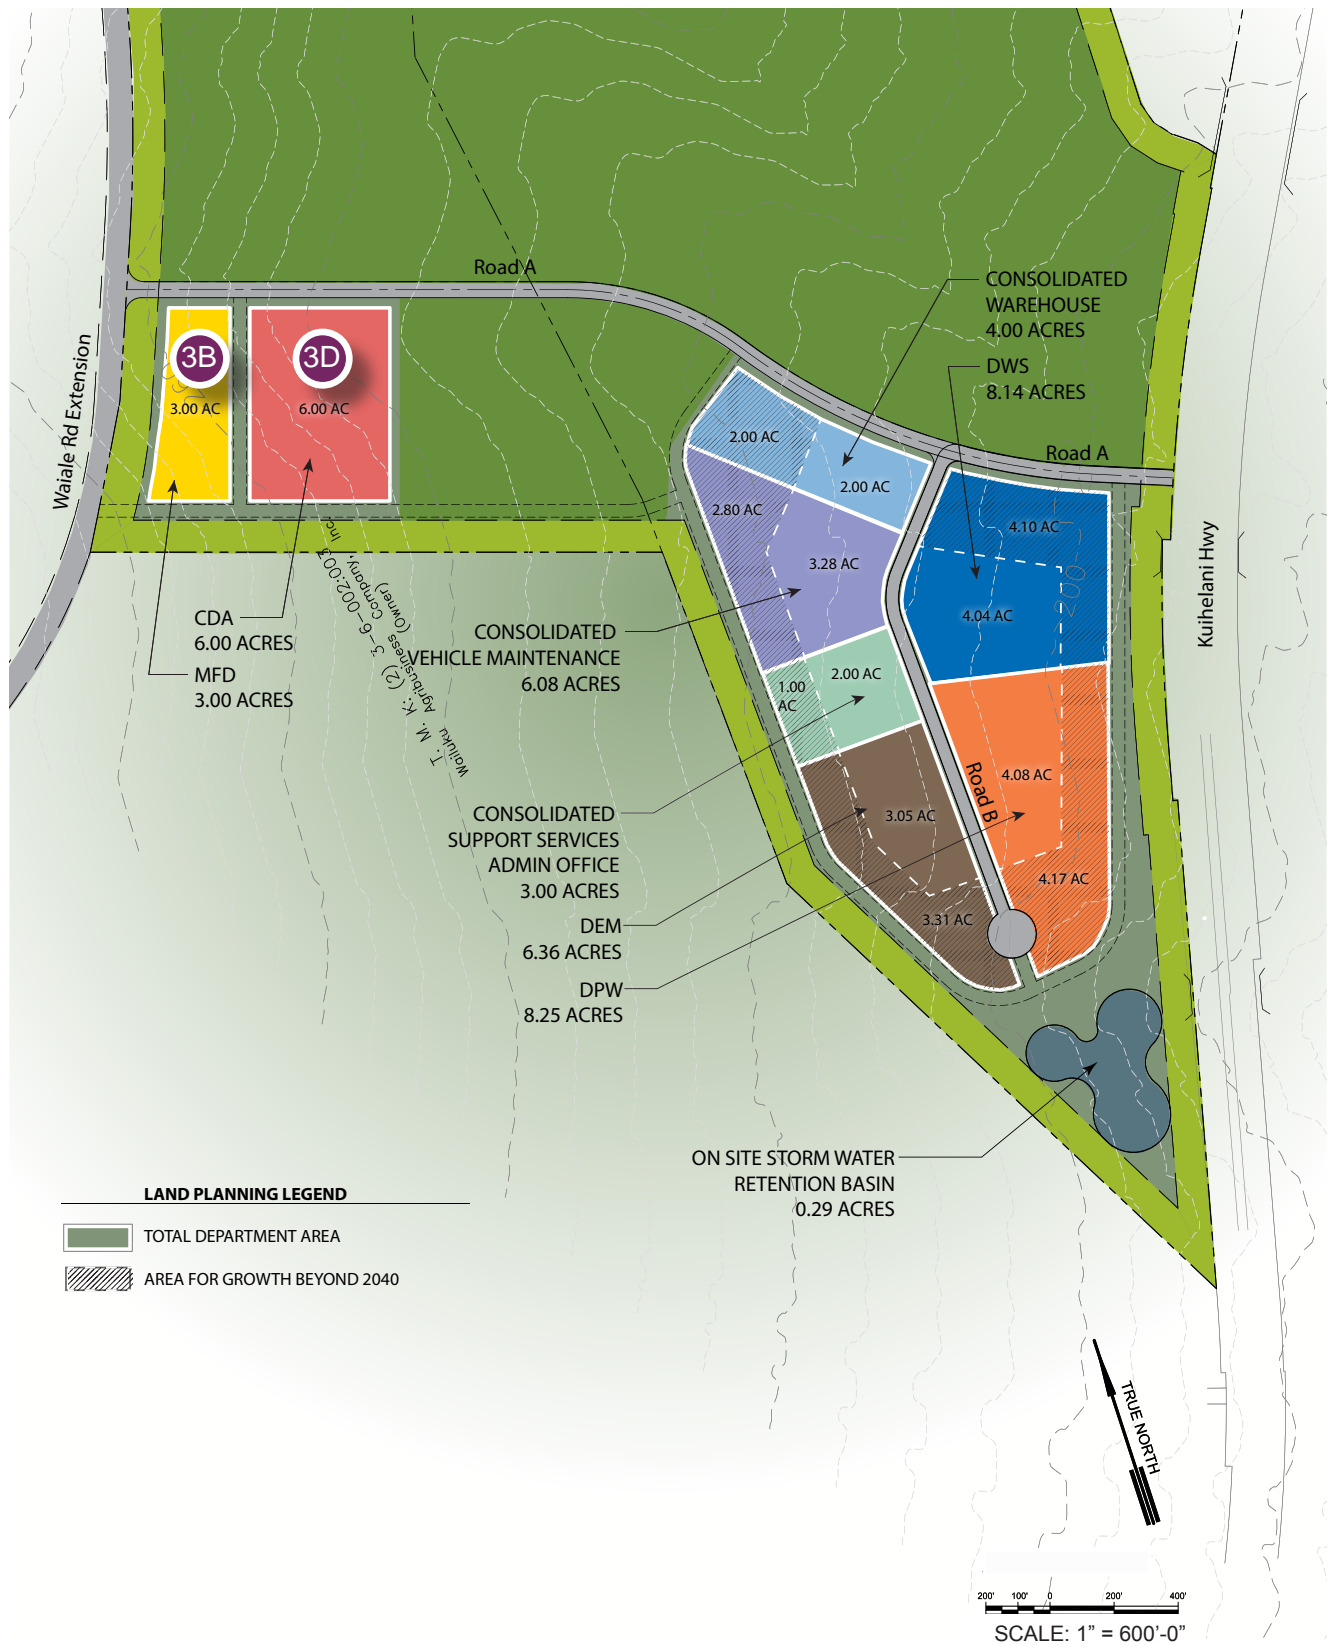 Road A
CONSOLIDATED
WAREHOUSE
4.00 ACRES
DWS
8.14 ACRES
Waiale Rd Extension
3B
3D
3.00 AC
6.00 AC
2.00 AC
2.00 AC
Road A
2.80 AC
3.28 AC
4.10 AC
200
4.04 AC
Kuihelani Hwy
T. M. K: (2) 3-6-002:003
Wailuku Agribusiness Company, Inc.
(Owner)
CDA
6.00 ACRES
MFD
3.00 ACRES
CONSOLIDATED
VEHICLE MAINTENANCE
6.08 ACRES
1.00
AC
2.00 AC
CONSOLIDATED
SUPPORT SERVICES
ADMIN OFFICE
3.00 ACRES
3.05 AC
Road B
4.08 AC
4.17 AC
3.31 AC
DEM
6.36 ACRES
DPW
8.25 ACRES
ON SITE STORM WATER
RETENTION BASIN
0.29 ACRES
LAND PLANNING LEGEND
TOTAL DEPARTMENT AREA
AREA FOR GROWTH BEYOND 2040
TRUE NORTH
200' 100' 0 200' 400'
SCALE: 1” = 600’-0”